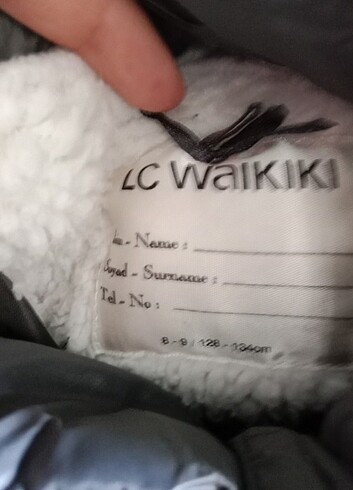 LC WAIKIKI
- Name :
Soyad - Surname :
Tel - No :
8 - 9 / 128 - 134cm